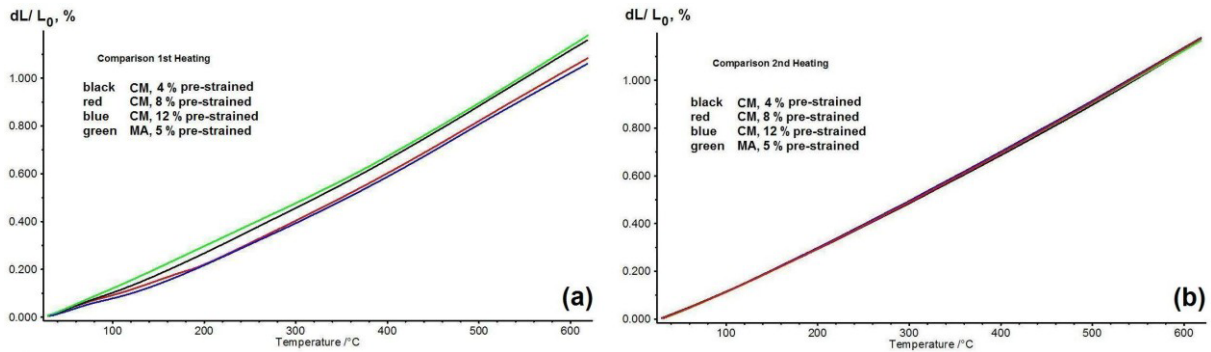 dL/ L0, %
Comparison 1st Heating
black CM, 4 % pre-strained
red CM, 8 % pre-strained
blue CM, 12 % pre-strained
green MA, 5 % pre-strained
1.000
0.800
0.600
0.400
0.200
0.000
100 200 300 400 500 600
Temperature /°C
(a)
dL/ L0, %
Comparison 2nd Heating
black CM, 4 % pre-strained
red CM, 8 % pre-strained
blue CM, 12 % pre-strained
green MA, 5 % pre-strained
1.000
0.800
0.600
0.400
0.200
0.000
100 200 300 400 500 600
Temperature /°C
(b)